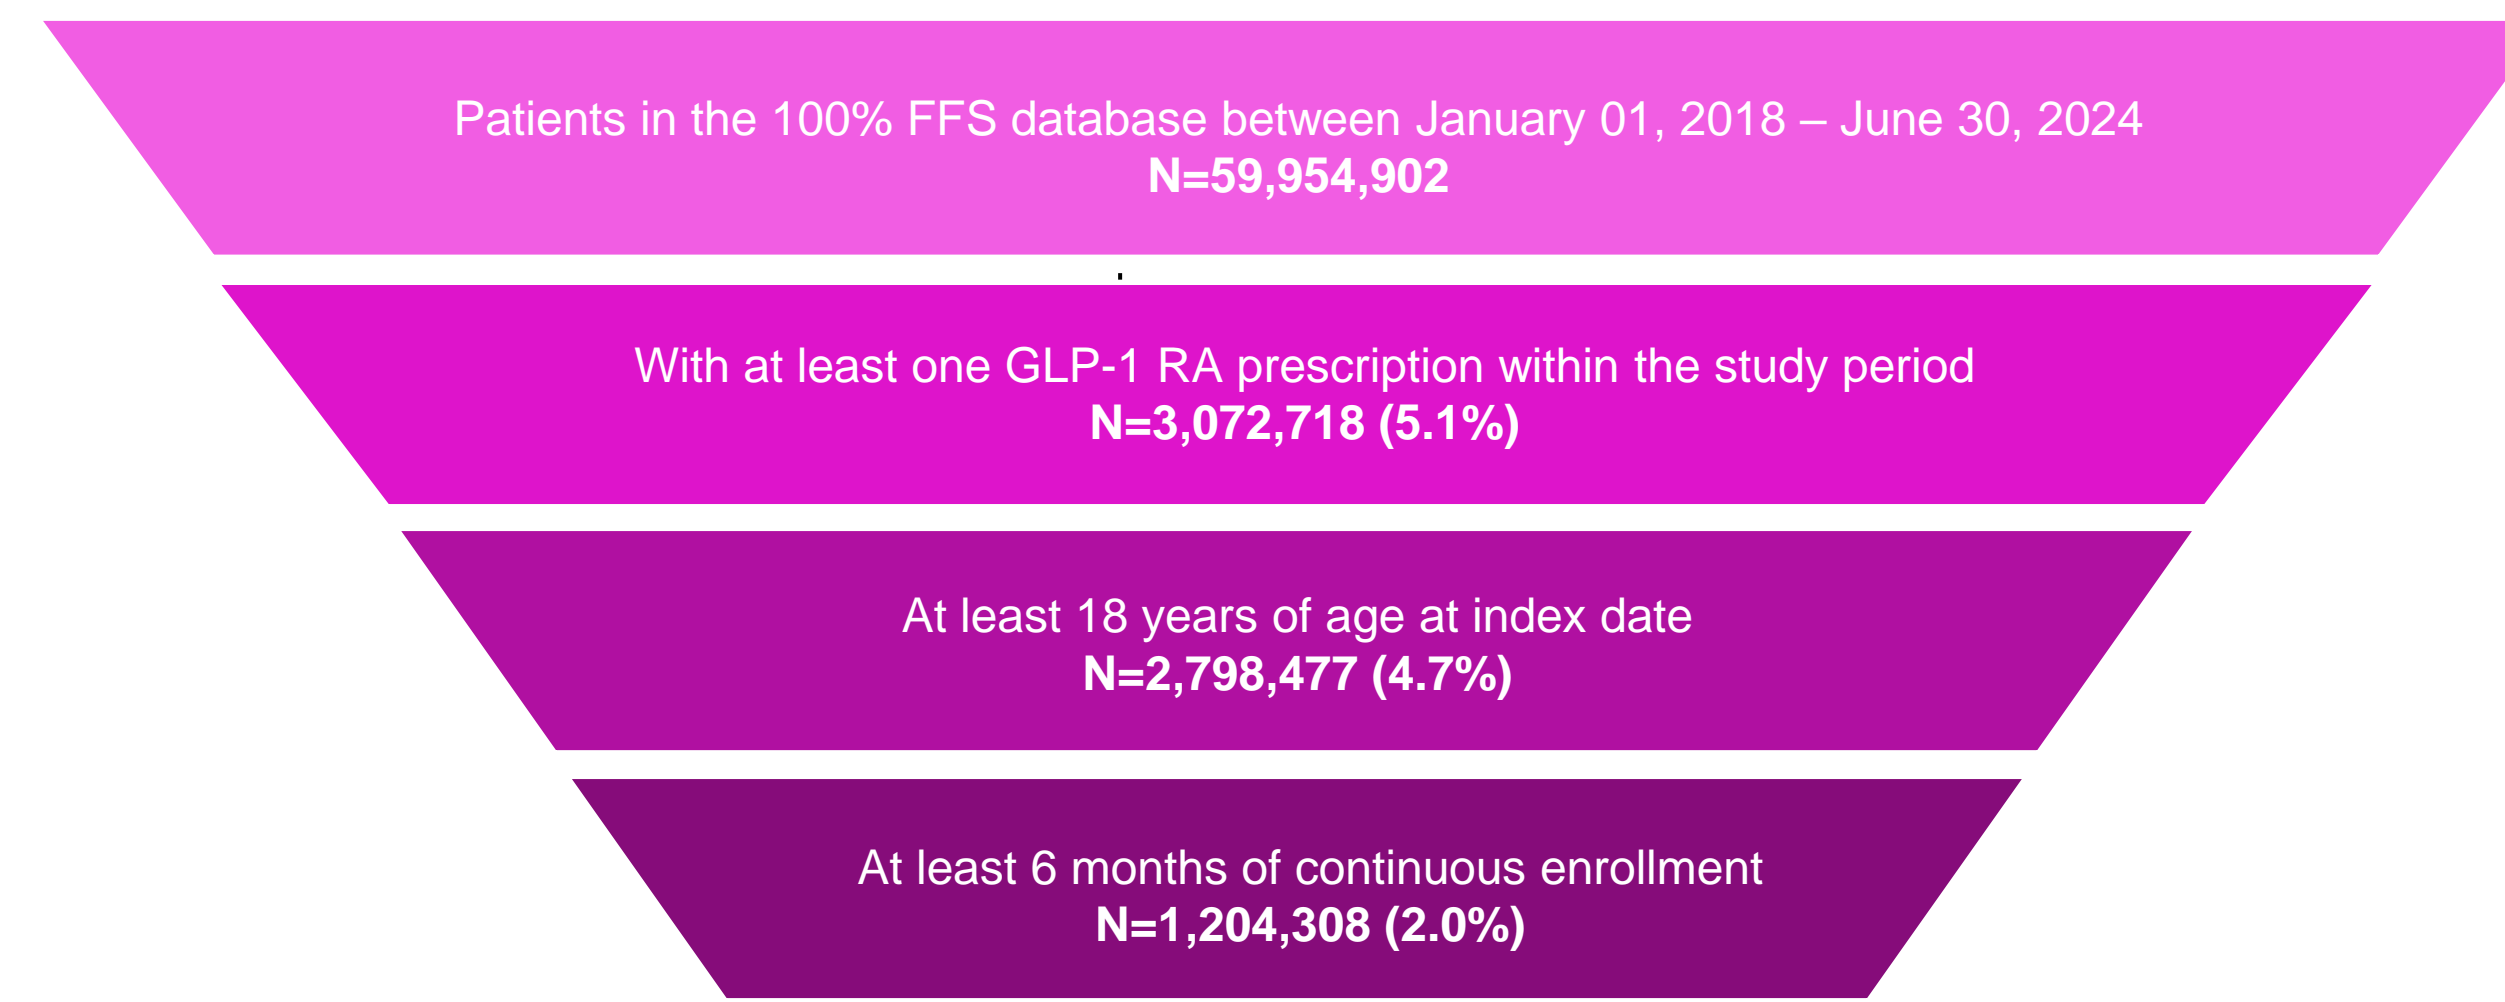 Patients in the 100% FFS database between January 01, 2018 – June 30, 2024
N=59,954,902
With at least one GLP-1 RA prescription within the study period
N=3,072,718 (5.1%)
At least 18 years of age at index date
N=2,798,477 (4.7%)
At least 6 months of continuous enrollment
N=1,204,308 (2.0%)